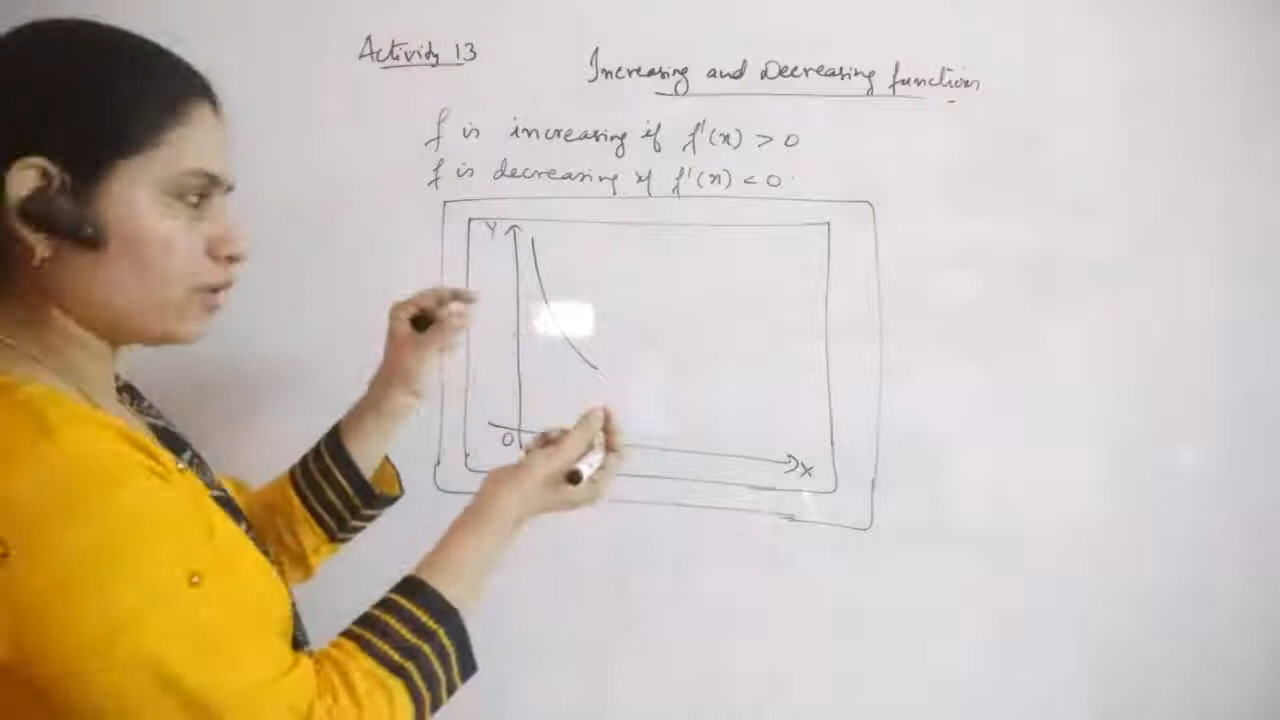 Activity 13
Increasing and Decreasing function
f is increasing if f'(x) > 0
f is decreasing if f'(x) < 0.
Y
O
X